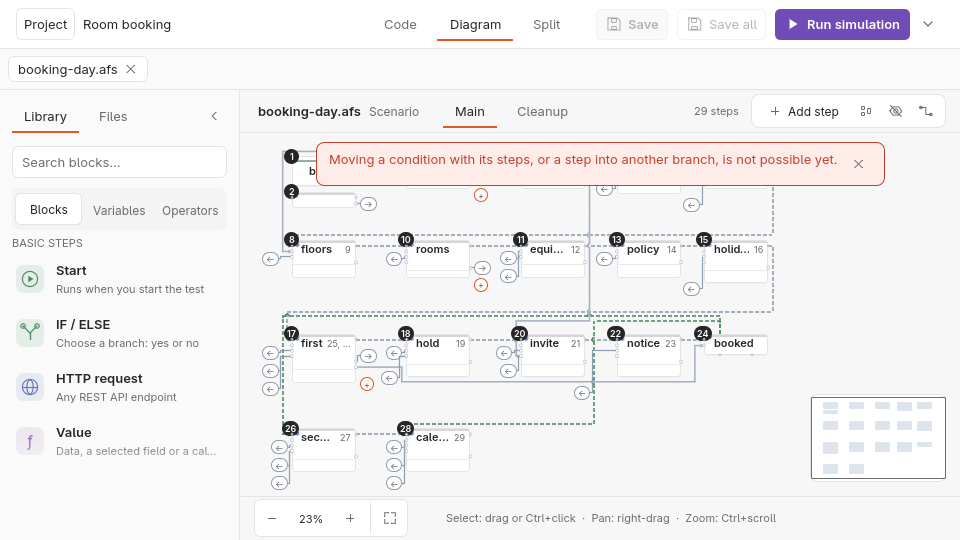 Project Room booking Code Diagram Split Save Save all Run simulation
booking-day.afs
Library Files
booking-day.afs Scenario Main Cleanup 29 steps Add step
Search blocks...
Blocks Variables Operators
BASIC STEPS
Start
Runs when you start the test
IF / ELSE
Choose a branch: yes or no
HTTP request
Any REST API endpoint
Value
Data, a selected field or a cal...
Moving a condition with its steps, or a step into another branch, is not possible yet.
1
b
2
8 10 11 13 15
floors 9 rooms equi... 12 policy 14 holid... 16
17 18 20 22 24
first 25, ... hold 19 invite 21 notice 23 booked
26 28
sec... 27 cale... 29
23% Select: drag or Ctrl+click · Pan: right-drag · Zoom: Ctrl+scroll